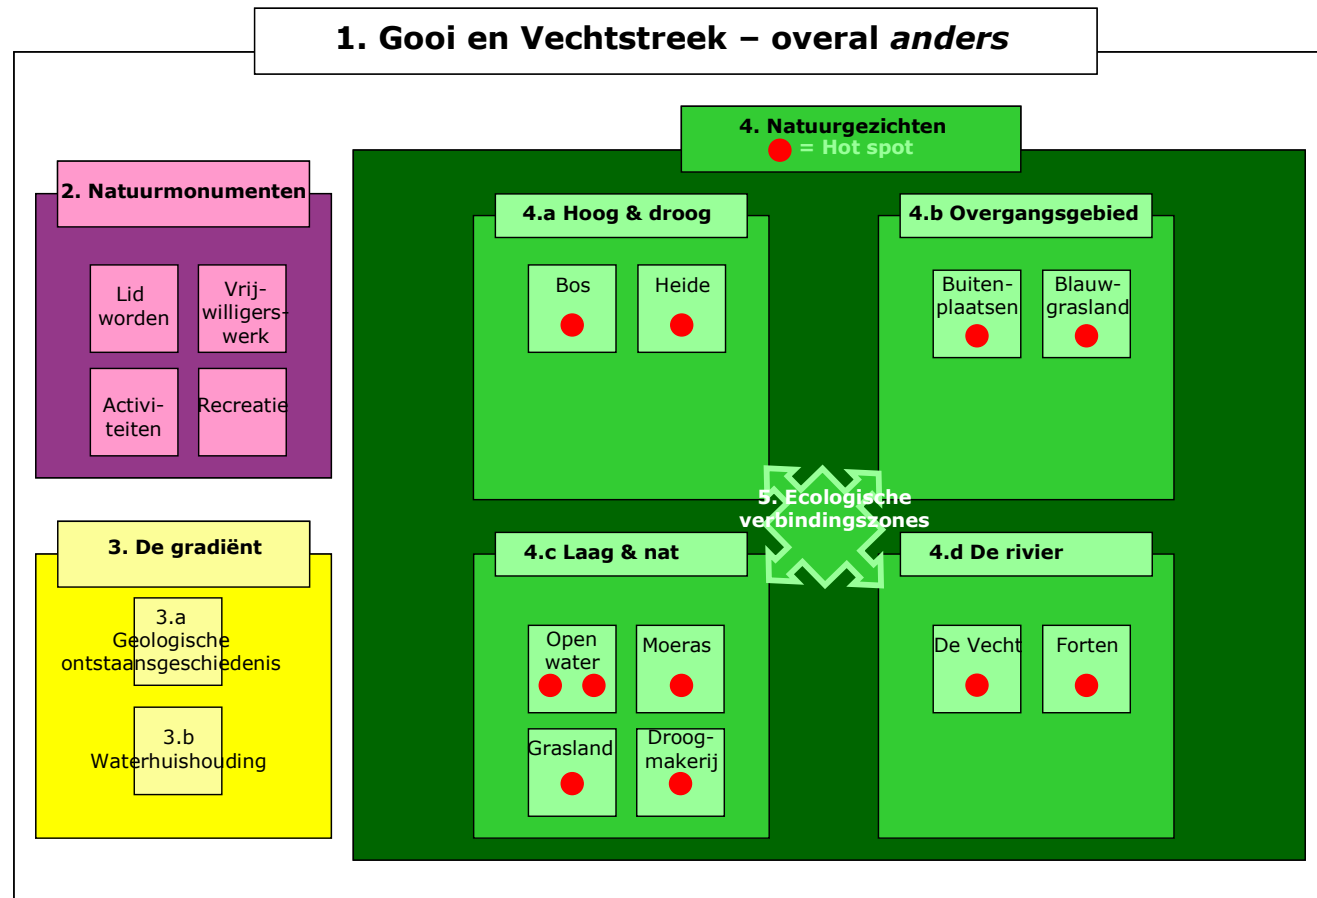 1. Gooi en Vechtstreek – overal anders
4. Natuurgezichten
= Hot spot
2. Natuurmonumenten
Lid
worden
Vrij-
willigers-
werk
Activi-
teiten
Recreatie
3. De gradiënt
3.a
Geologische
ontstaansgeschiedenis
3.b
Waterhuishouding
4.a Hoog & droog
Bos
Heide
4.b Overgangsgebied
Buiten-
plaatsen
Blauw-
grasland
5. Ecologische
verbindingszones
4.c Laag & nat
Open
water
Moeras
Grasland
Droog-
makerij
4.d De rivier
De Vecht
Forten